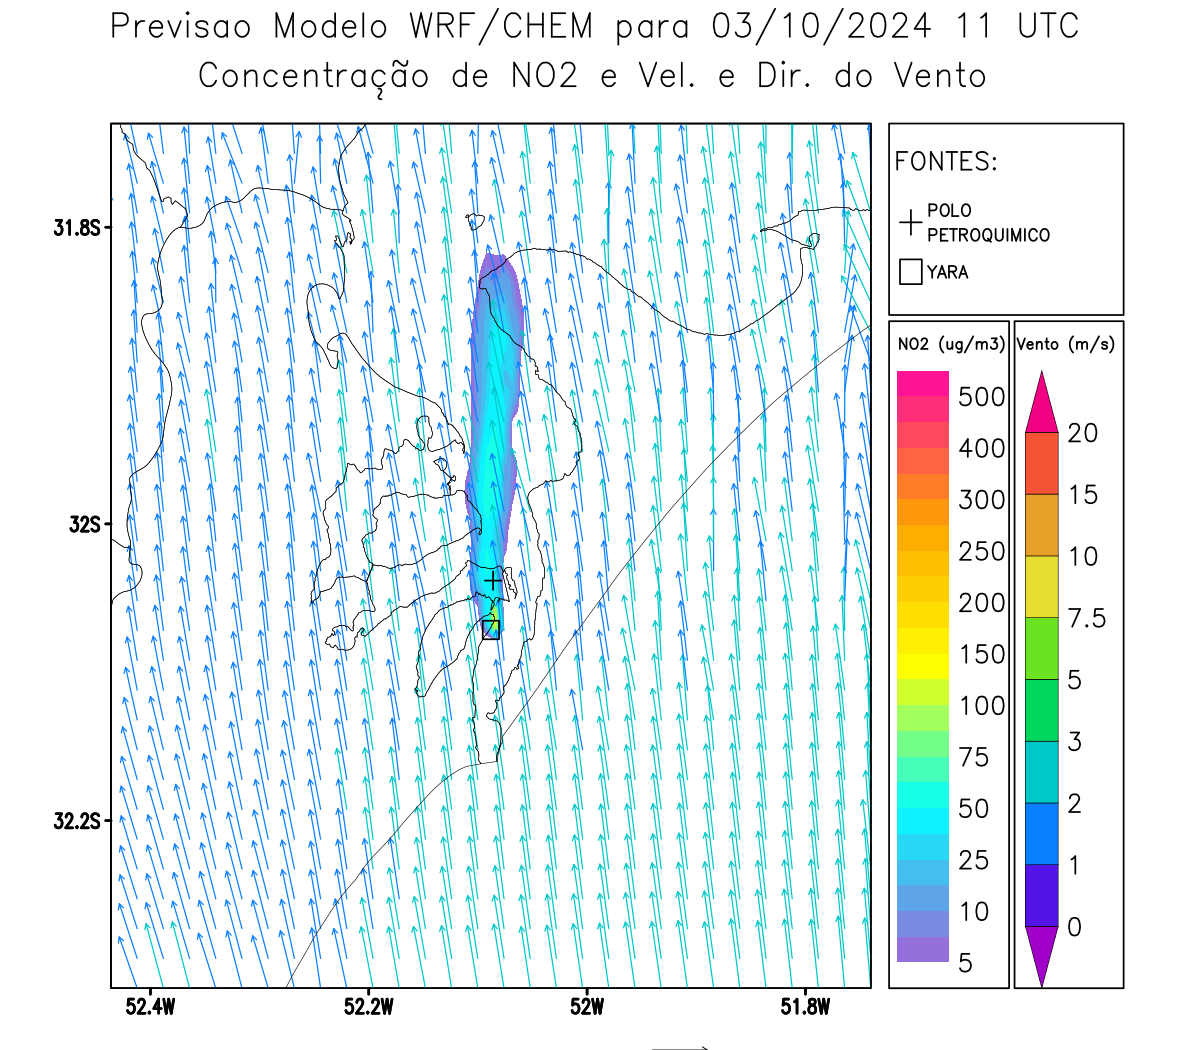 Previsao Modelo WRF/CHEM para 03/10/2024 11 UTC
Concentração de NO2 e Vel. e Dir. do Vento
FONTES:
POLO
PETROQUIMICO
YARA
NO2 (ug/m3)
500
400
300
250
200
150
100
75
50
25
10
5
Vento (m/s)
20
15
10
7.5
5
3
2
1
0
31.8S
32S
32.2S
52.4W
52.2W
52W
51.8W